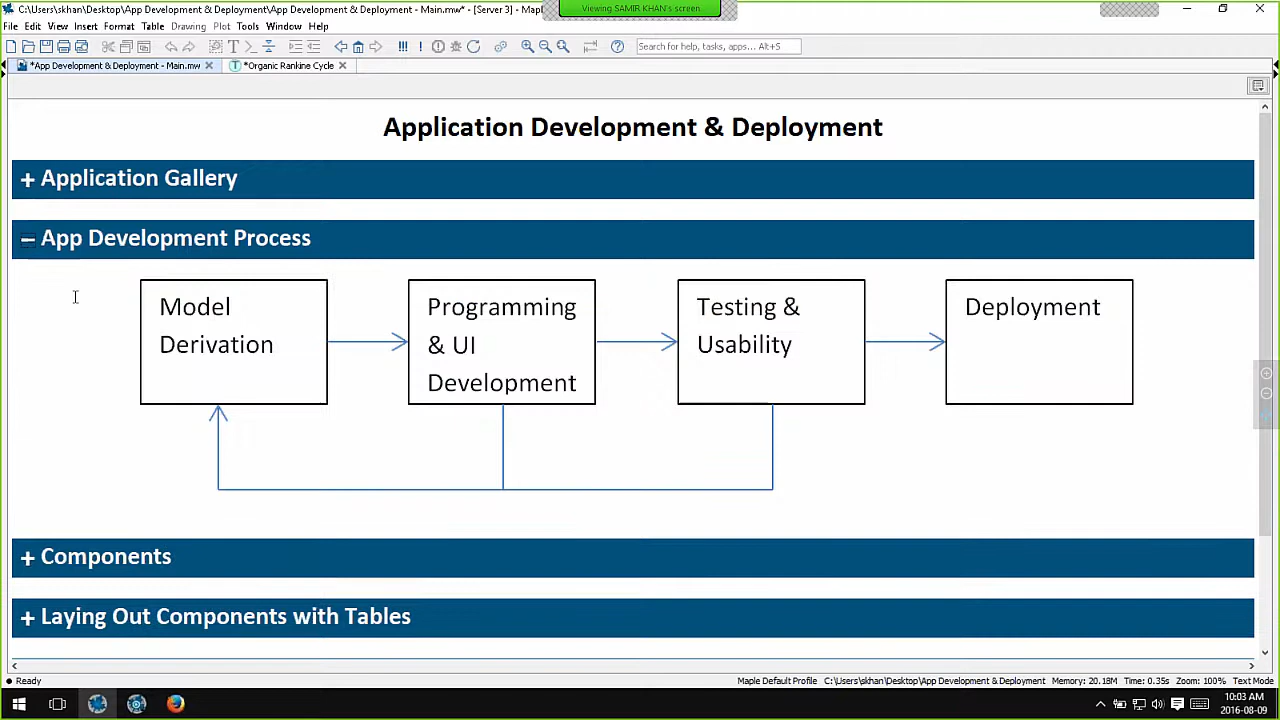 C:\Users\skhan\Desktop\App Development & Deployment\App Development & Deployment - Main.mw* - [Server 3] - Mapl
Viewing SAMIR KHAN's screen
File Edit View Insert Format Table Drawing Plot Tools Window Help
Search for help, tasks, apps... Alt+S
*App Development & Deployment - Main.mw
*Organic Rankine Cycle
Application Development & Deployment
+ Application Gallery
– App Development Process
Model
Derivation
Programming
& UI
Development
Testing &
Usability
Deployment
+ Components
+ Laying Out Components with Tables
Ready
Maple Default Profile C:\Users\skhan\Desktop\App Development & Deployment Memory: 20.18M Time: 0.35s Zoom: 100% Text Mode
10:03 AM
2016-08-09